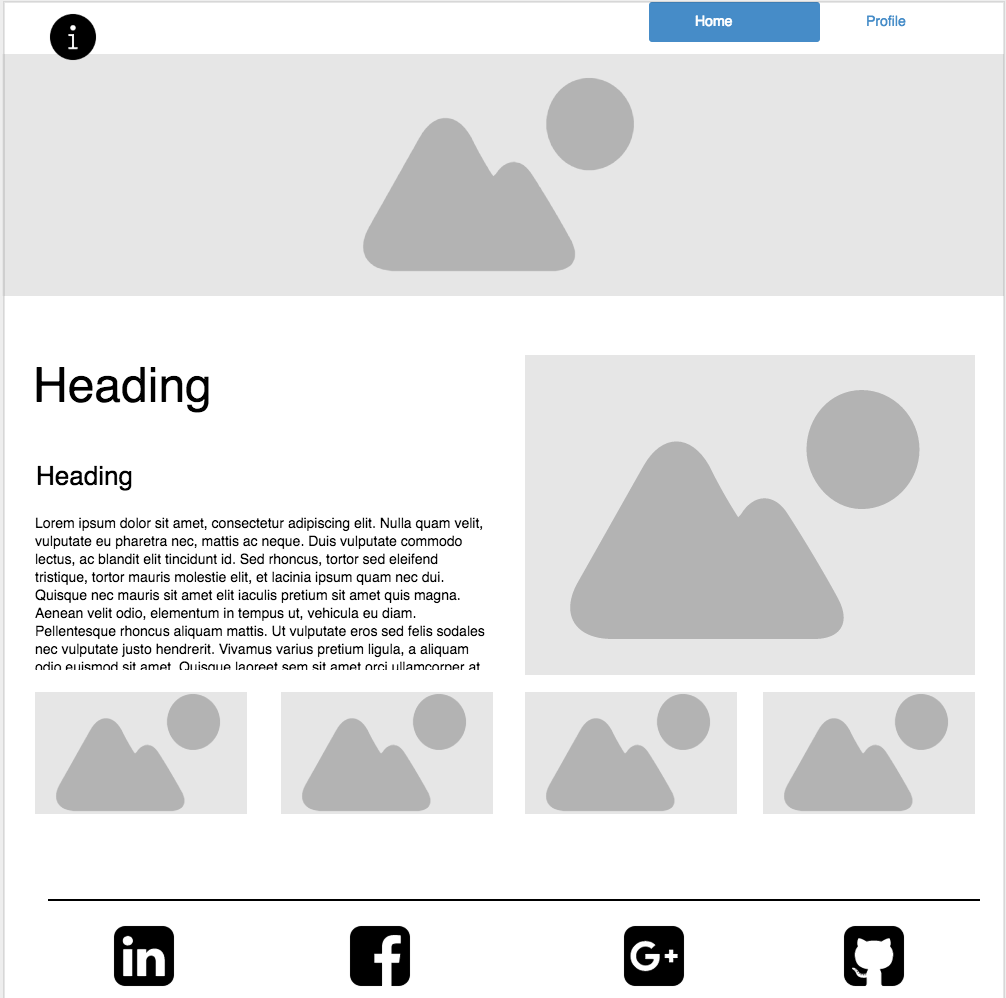 i
Home
Profile
Heading
Heading
Lorem ipsum dolor sit amet, consectetur adipiscing elit. Nulla quam velit,
vulputate eu pharetra nec, mattis ac neque. Duis vulputate commodo
lectus, ac blandit elit tincidunt id. Sed rhoncus, tortor sed eleifend
tristique, tortor mauris molestie elit, et lacinia ipsum quam nec dui.
Quisque nec mauris sit amet elit iaculis pretium sit amet quis magna.
Aenean velit odio, elementum in tempus ut, vehicula eu diam.
Pellentesque rhoncus aliquam mattis. Ut vulputate eros sed felis sodales
nec vulputate justo hendrerit. Vivamus varius pretium ligula, a aliquam
odio euismod sit amet. Quisque laoreet sem sit amet orci ullamcorper at
in
f
G+